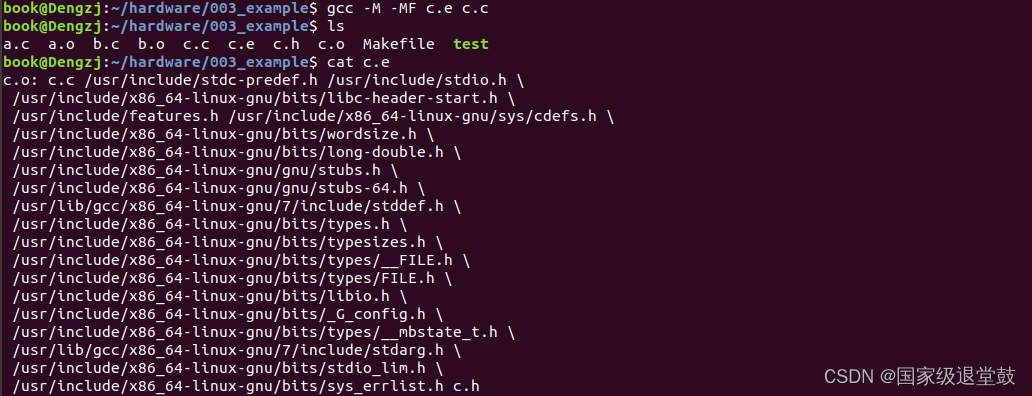 book@Dengzj:~/hardware/003_example$ gcc -M -MF c.e c.c
book@Dengzj:~/hardware/003_example$ ls
a.c  a.o  b.c  b.o  c.c  c.e  c.h  c.o  Makefile  test
book@Dengzj:~/hardware/003_example$ cat c.e
c.o: c.c /usr/include/stdc-predef.h /usr/include/stdio.h \
 /usr/include/x86_64-linux-gnu/bits/libc-header-start.h \
 /usr/include/features.h /usr/include/x86_64-linux-gnu/sys/cdefs.h \
 /usr/include/x86_64-linux-gnu/bits/wordsize.h \
 /usr/include/x86_64-linux-gnu/bits/long-double.h \
 /usr/include/x86_64-linux-gnu/gnu/stubs.h \
 /usr/include/x86_64-linux-gnu/gnu/stubs-64.h \
 /usr/lib/gcc/x86_64-linux-gnu/7/include/stddef.h \
 /usr/include/x86_64-linux-gnu/bits/types.h \
 /usr/include/x86_64-linux-gnu/bits/typesizes.h \
 /usr/include/x86_64-linux-gnu/bits/types/__FILE.h \
 /usr/include/x86_64-linux-gnu/bits/types/FILE.h \
 /usr/include/x86_64-linux-gnu/bits/libio.h \
 /usr/include/x86_64-linux-gnu/bits/_G_config.h \
 /usr/include/x86_64-linux-gnu/bits/types/__mbstate_t.h \
 /usr/lib/gcc/x86_64-linux-gnu/7/include/stdarg.h \
 /usr/include/x86_64-linux-gnu/bits/stdio_lim.h \
 /usr/include/x86_64-linux-gnu/bits/sys_errlist.h c.h
CSDN @国家级退堂鼓